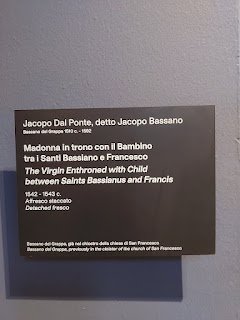 Jacopo Dal Ponte, detto Jacopo Bassano
Bassano del Grappa 1510 c. - 1592
Madonna in trono con il Bambino
tra i Santi Bassiano e Francesco
The Virgin Enthroned with Child
between Saints Bassianus and Francis
1542 - 1543 c.
Affresco staccato
Detached fresco
Bassano del Grappa, già nel chiostro della chiesa di San Francesco
Bassano del Grappa, previously in the cloister of the church of San Francesco